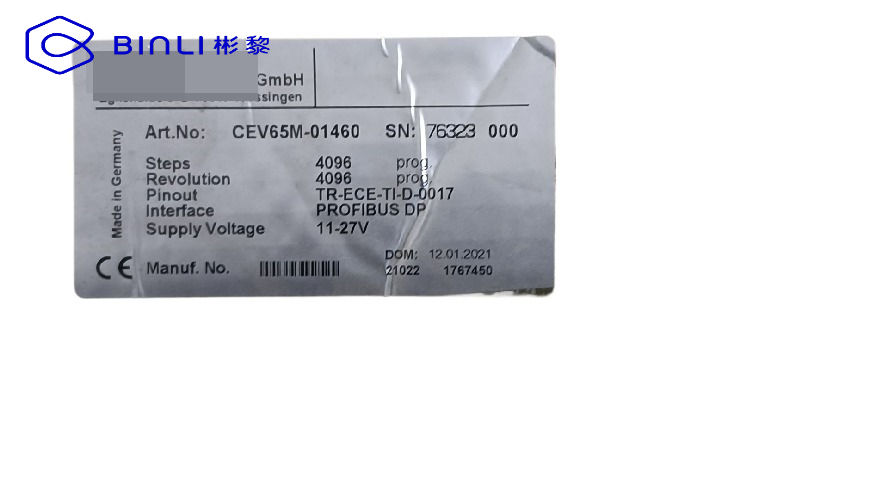 BINLI 彬黎
GmbH
ssingen
Art.No: CEV65M-01460 SN: 76323 000
Steps 4096 prog.
Revolution 4096 prog.
Pinout TR-ECE-TI-D-0017
Interface PROFIBUS DP
Supply Voltage 11-27V
Made in Germany
DOM: 12.01.2021
CE Manuf. No.
21022 1767450